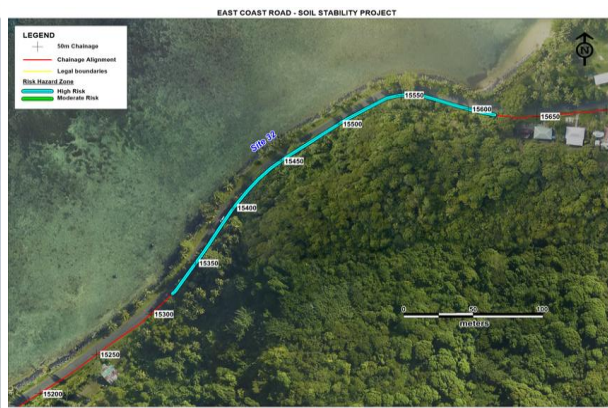 EAST COAST ROAD - SOIL STABILITY PROJECT
LEGEND
50m Chainage
Chainage Alignment
Legal boundaries
Risk Hazard Zone
High Risk
Moderate Risk
N
15550
15600
15650
15500
Site 32
15450
15400
15350
15300
15250
15200
0 50 100
meters